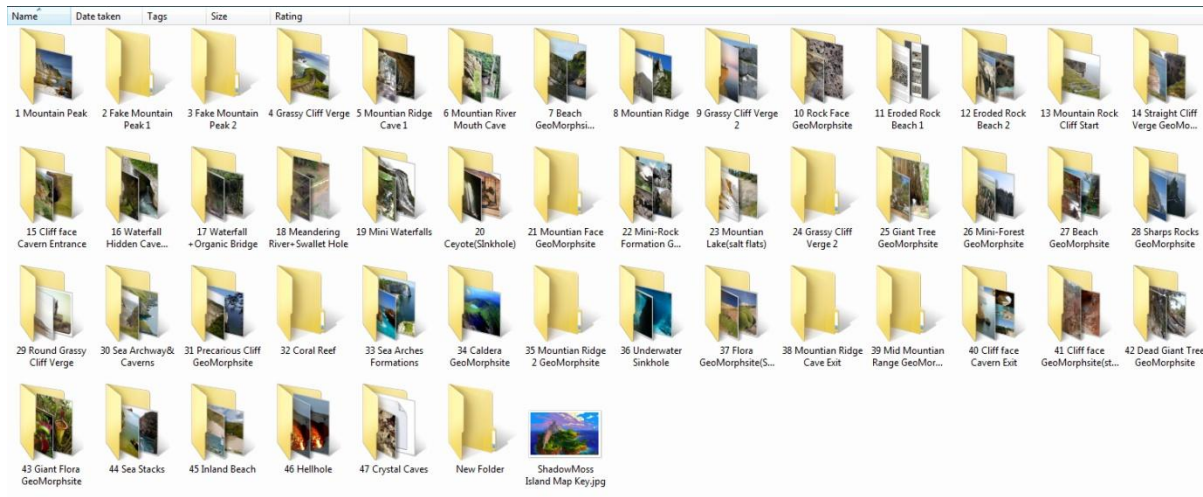 Name
Date taken
Tags
Size
Rating
1 Mountain Peak
2 Fake Mountain
Peak 1
3 Fake Mountain
Peak 2
4 Grassy Cliff Verge
5 Mountian Ridge
Cave 1
6 Mountian River
Mouth Cave
7 Beach
GeoMorphsi...
8 Mountian Ridge
9 Grassy Cliff Verge
2
10 Rock Face
GeoMorphsite
11 Eroded Rock
Beach 1
12 Eroded Rock
Beach 2
13 Mountain Rock
Cliff Start
14 Straight Cliff
Verge GeoMo...
15 Cliff face
Cavern Entrance
16 Waterfall
Hidden Cave...
17 Waterfall
+Organic Bridge
18 Meandering
River+Swallet Hole
19 Mini Waterfalls
20
Ceyote(SInkhole)
21 Mountian Face
GeoMorphsite
22 Mini-Rock
Formation G...
23 Mountian
Lake(salt flats)
24 Grassy Cliff
Verge 2
25 Giant Tree
GeoMorphsite
26 Mini-Forest
GeoMorphsite
27 Beach
GeoMorphsite
28 Sharps Rocks
GeoMorphsite
29 Round Grassy
Cliff Verge
30 Sea Archway&
Caverns
31 Precarious Cliff
GeoMorphsite
32 Coral Reef
33 Sea Arches
Formations
34 Caldera
GeoMorphsite
35 Mountian Ridge
2 GeoMorphsite
36 Underwater
Sinkhole
37 Flora
GeoMorphsite(S...
38 Mountian Ridge
Cave Exit
39 Mid Mountian
Range GeoMor...
40 Cliff face
Cavern Exit
41 Cliff face
GeoMorphsite(st...
42 Dead Giant Tree
GeoMorphsite
43 Giant Flora
GeoMorphsite
44 Sea Stacks
45 Inland Beach
46 Hellhole
47 Crystal Caves
New Folder
ShadowMoss
Island Map Key.jpg